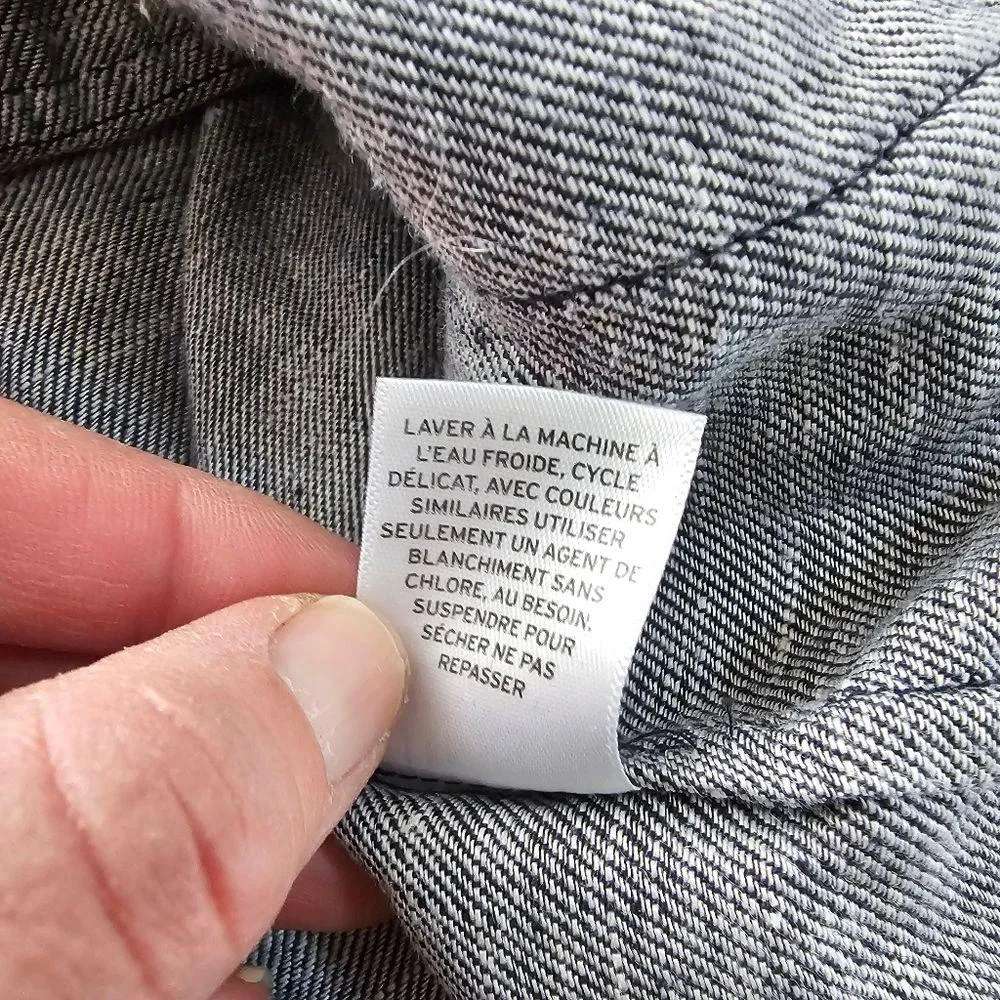 LAVER À LA MACHINE À
L'EAU FROIDE, CYCLE
DÉLICAT, AVEC COULEURS
SIMILAIRES UTILISER
SEULEMENT UN AGENT DE
BLANCHIMENT SANS
CHLORE, AU BESOIN.
SUSPENDRE POUR
SÉCHER NE PAS
REPASSER